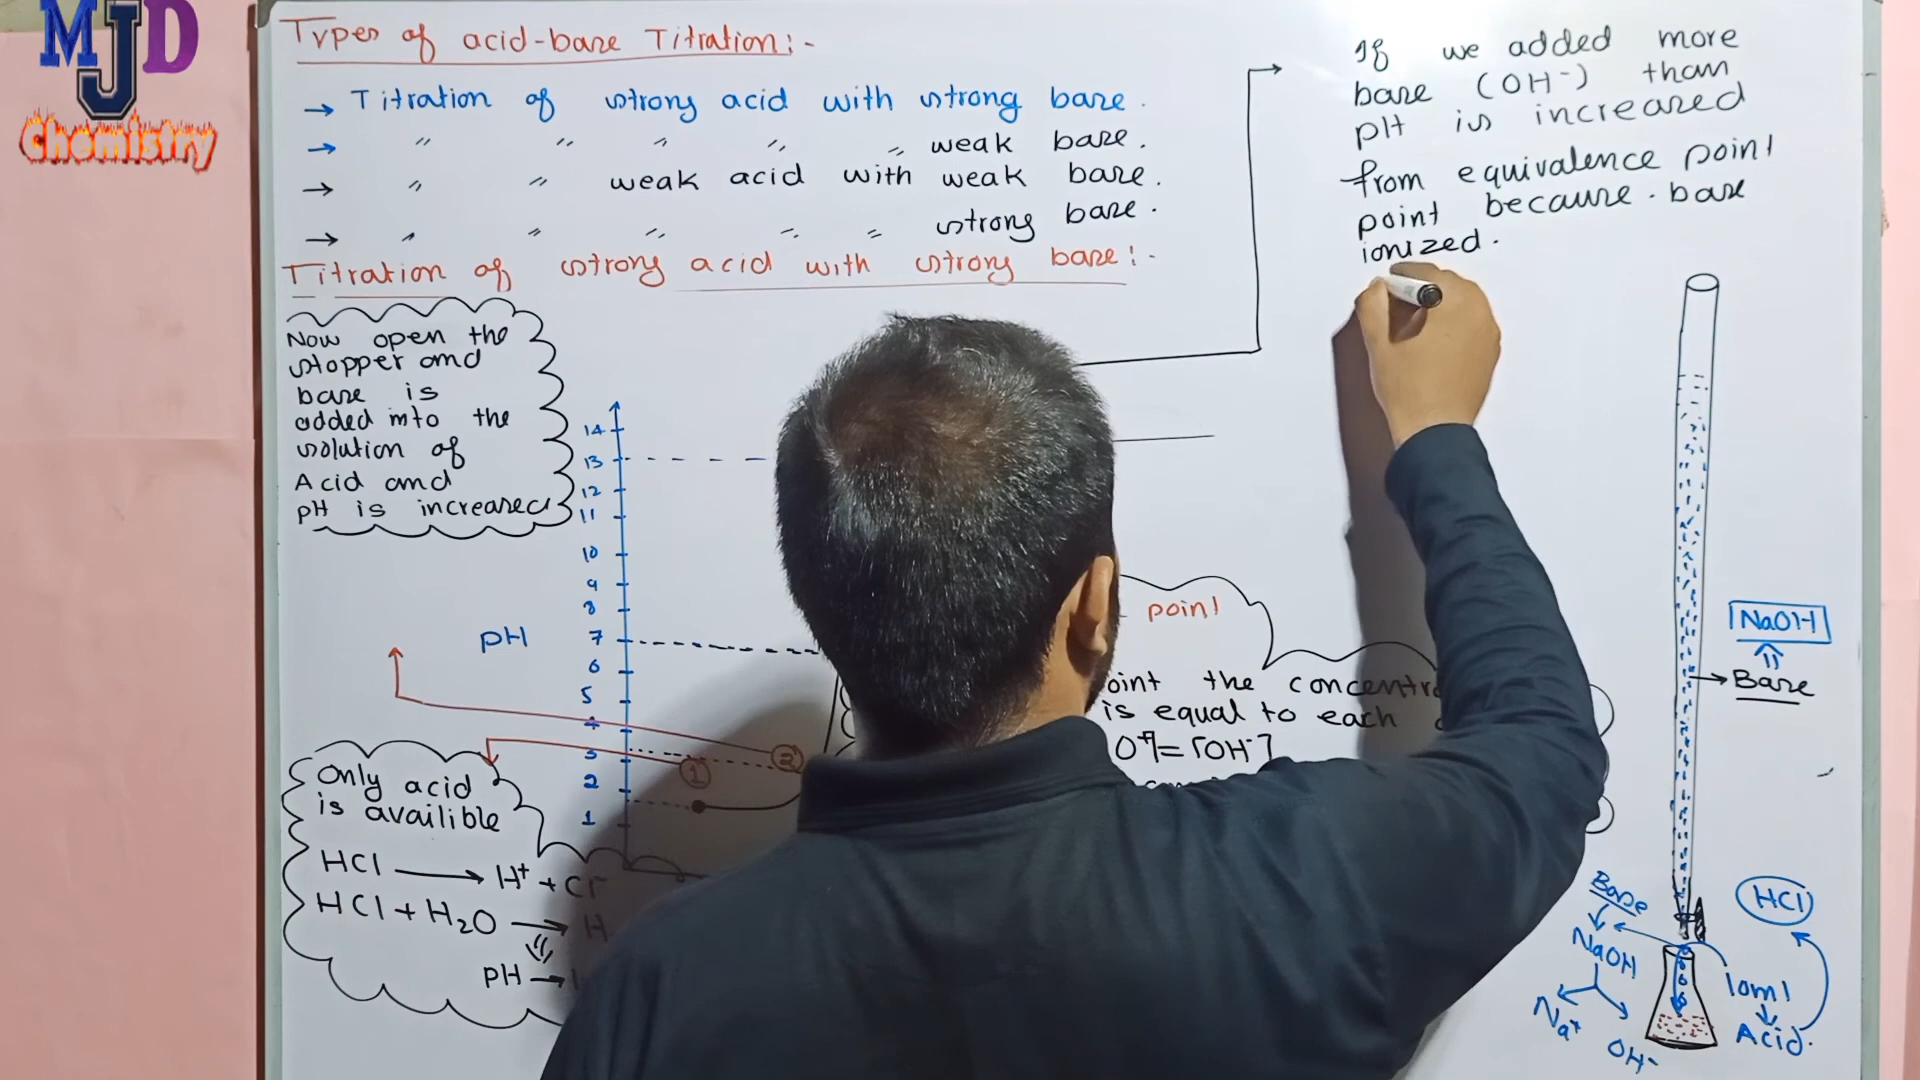 MJD
Chemistry
Types of acid-base Titration:-
→ Titration of strong acid with strong base.
→ " " " " " weak base.
→ " " weak acid with weak base.
→ " " " " " strong base.
Titration of strong acid with strong base:-
Now open the
stopper and
base is
added into the
solution of
Acid and
pH is increased
14
13
12
11
10
9
8
7
6
5
4
3
2
1
pH
1
2
Only acid
is availible
HCl → H+ + Cl-
HCl + H2O → H
pH →
If we added more
base (OH-) than
pH is increased
from equivalence point
point because. base
ionized.
point
oint the concentr
is equal to each
O+]=[OH-]
NaOH
Base
Base
NaOH
Na+
OH-
HCl
10ml
Acid.